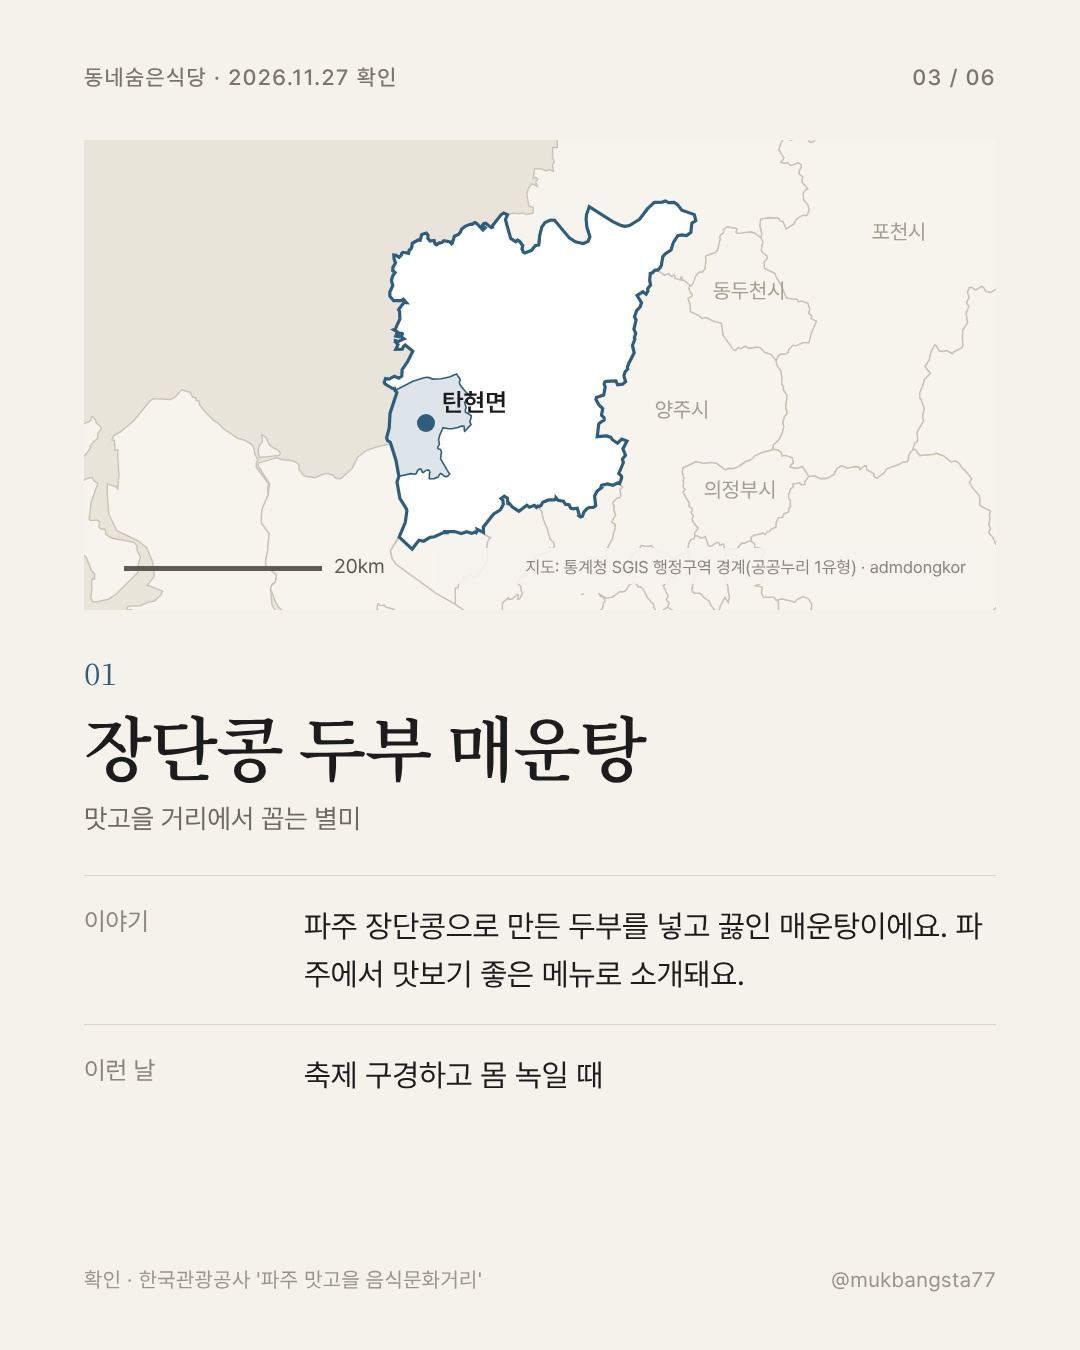 동네숨은식당 · 2026.11.27 확인
03 / 06
포천시
동두천시
탄현면
양주시
의정부시
20km
지도: 통계청 SGIS 행정구역 경계(공공누리 1유형) · admdongkor
01
장단콩 두부 매운탕
맛고을 거리에서 꼽는 별미
이야기
파주 장단콩으로 만든 두부를 넣고 끓인 매운탕이에요. 파
주에서 맛보기 좋은 메뉴로 소개돼요.
이런 날
축제 구경하고 몸 녹일 때
확인 · 한국관광공사 '파주 맛고을 음식문화거리'
@mukbangsta77